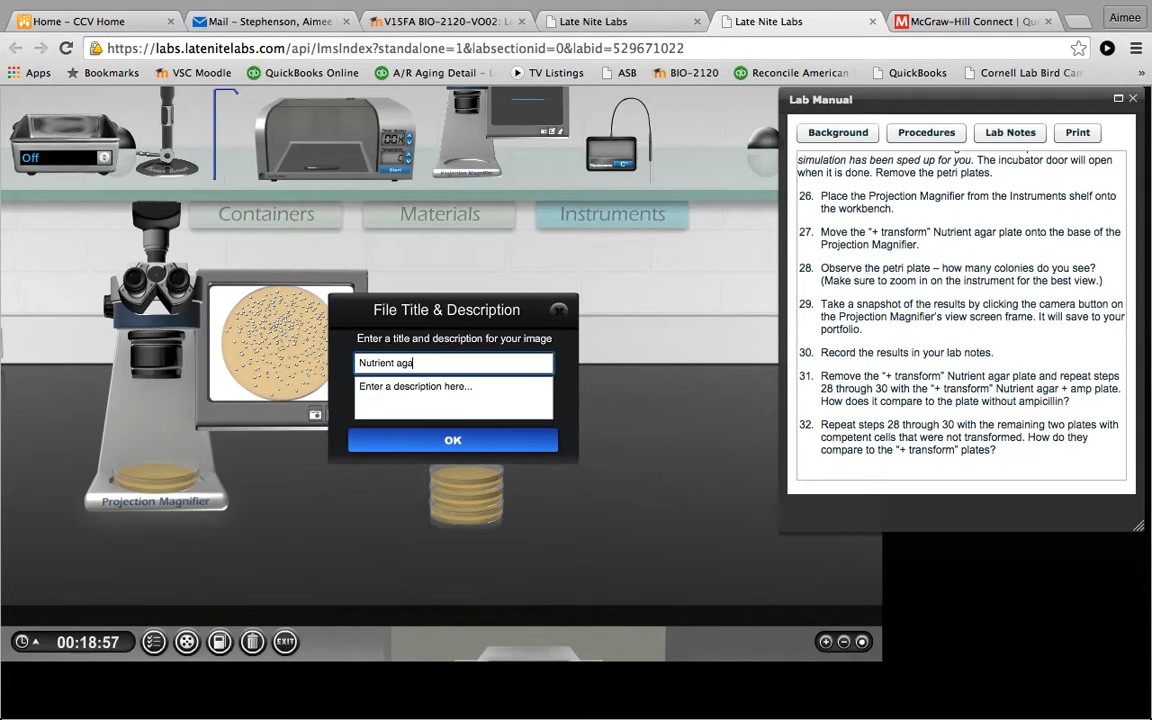 Home – CCV Home
Mail – Stephenson, Aimee
V15FA BIO-2120-VO02:
Late Nite Labs
Late Nite Labs
McGraw-Hill Connect | Qu
Aimee
https://labs.latenitelabs.com/api/lmsIndex?standalone=1&labsectionid=0&labid=529671022
Apps
Bookmarks
VSC Moodle
QuickBooks Online
A/R Aging Detail –
TV Listings
ASB
BIO-2120
Reconcile American
QuickBooks
Cornell Lab Bird Cam
»
Off
Start
Projection Magnifier
Thermometer
C°
Containers
Materials
Instruments
Lab Manual
Background
Procedures
Lab Notes
Print
simulation has been sped up for you. The incubator door will open
when it is done. Remove the petri plates.
26. Place the Projection Magnifier from the Instruments shelf onto
the workbench.
27. Move the "+ transform" Nutrient agar plate onto the base of the
Projection Magnifier.
28. Observe the petri plate – how many colonies do you see?
(Make sure to zoom in on the instrument for the best view.)
29. Take a snapshot of the results by clicking the camera button on
the Projection Magnifier's view screen frame. It will save to your
portfolio.
30. Record the results in your lab notes.
31. Remove the "+ transform" Nutrient agar plate and repeat steps
28 through 30 with the "+ transform" Nutrient agar + amp plate.
How does it compare to the plate without ampicillin?
32. Repeat steps 28 through 30 with the remaining two plates with
competent cells that were not transformed. How do they
compare to the "+ transform" plates?
File Title & Description
Enter a title and description for your image
Nutrient aga
Enter a description here...
OK
Projection Magnifier
00:18:57
EXIT